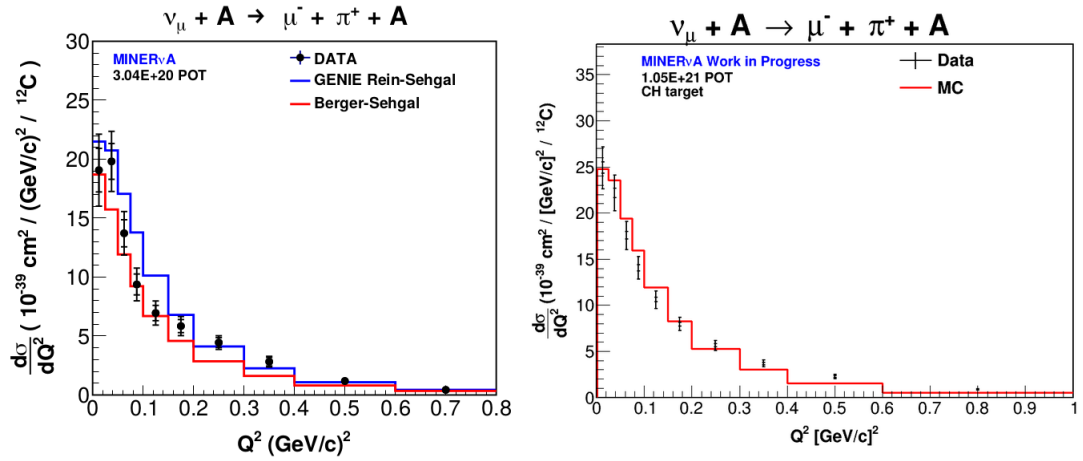 ν_μ + A → μ⁻ + π⁺ + A
30
25
20
15
10
5
0
MINERνA
3.04E+20 POT
DATA
GENIE Rein-Sehgal
Berger-Sehgal
dσ/dQ² ( 10⁻³⁹ cm² / (GeV/c)² / ¹²C )
0 0.1 0.2 0.3 0.4 0.5 0.6 0.7 0.8
Q² (GeV/c)²
ν_μ + A → μ⁻ + π⁺ + A
35
30
25
20
15
10
5
0
MINERνA Work in Progress
1.05E+21 POT
CH target
Data
MC
dσ/dQ² (10⁻³⁹ cm² / [GeV/c]² / ¹²C)
0 0.1 0.2 0.3 0.4 0.5 0.6 0.7 0.8 0.9 1
Q² [GeV/c]²